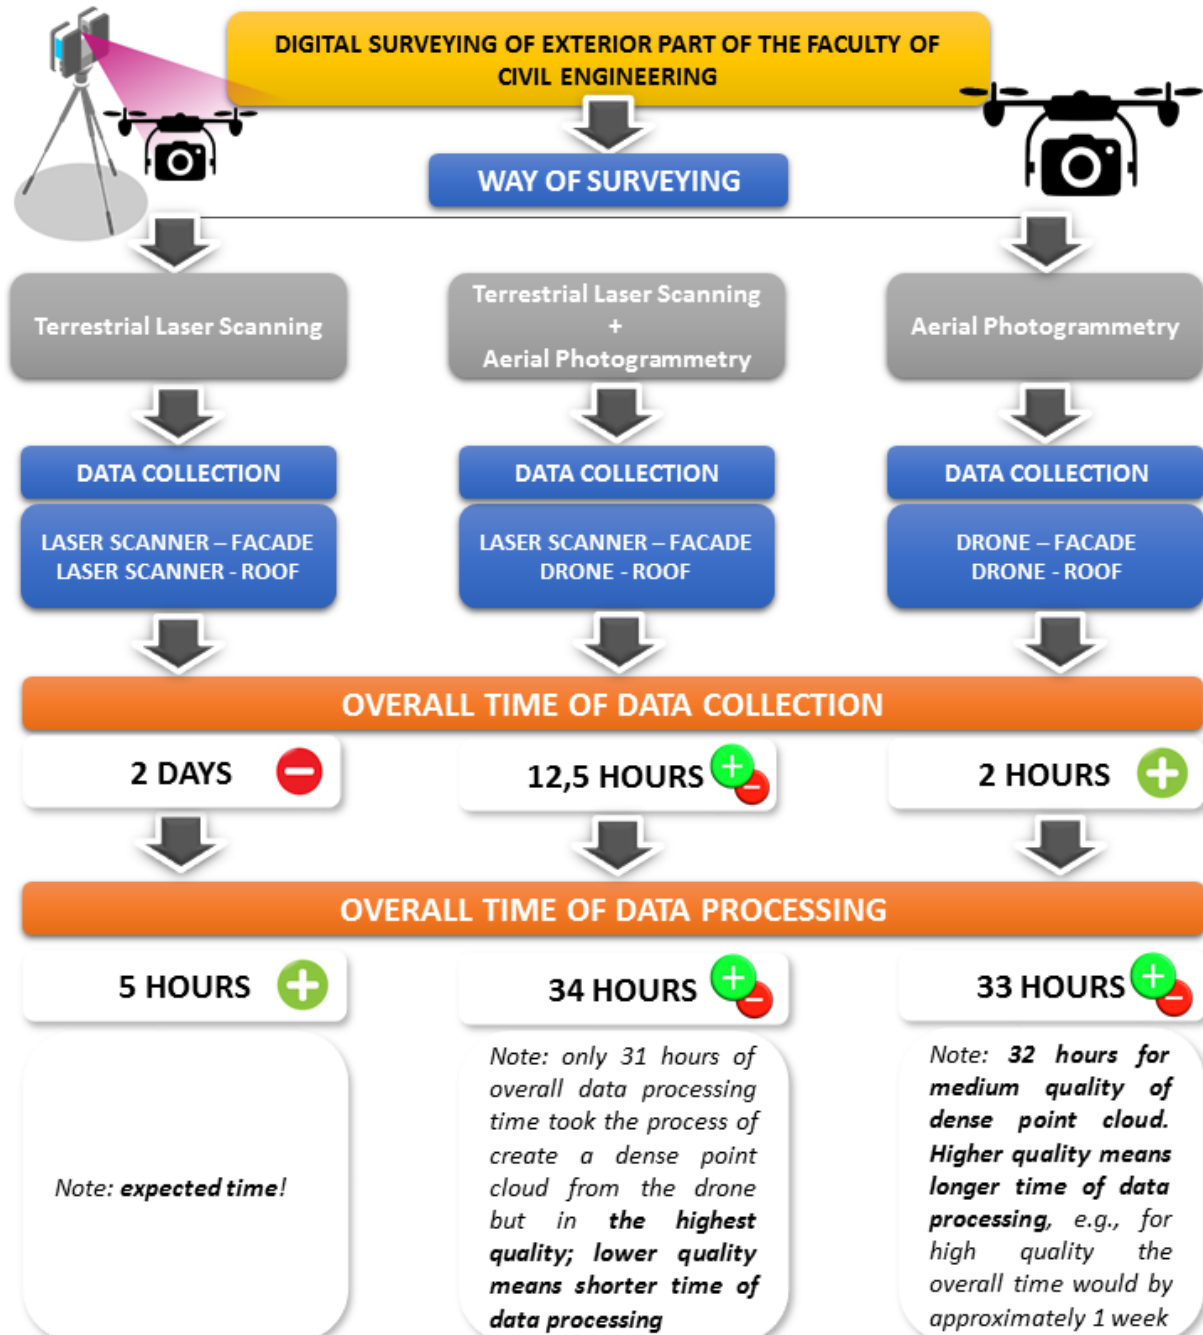 DIGITAL SURVEYING OF EXTERIOR PART OF THE FACULTY OF
CIVIL ENGINEERING
WAY OF SURVEYING
Terrestrial Laser Scanning
Terrestrial Laser Scanning
+
Aerial Photogrammetry
Aerial Photogrammetry
DATA COLLECTION
DATA COLLECTION
DATA COLLECTION
LASER SCANNER – FACADE
LASER SCANNER - ROOF
LASER SCANNER – FACADE
DRONE - ROOF
DRONE – FACADE
DRONE - ROOF
OVERALL TIME OF DATA COLLECTION
2 DAYS
12,5 HOURS
2 HOURS
OVERALL TIME OF DATA PROCESSING
5 HOURS
34 HOURS
33 HOURS
Note: expected time!
Note: only 31 hours of
overall data processing
time took the process of
create a dense point
cloud from the drone
but in the highest
quality; lower quality
means shorter time of
data processing
Note: 32 hours for
medium quality of
dense point cloud.
Higher quality means
longer time of data
processing, e.g., for
high quality the
overall time would by
approximately 1 week